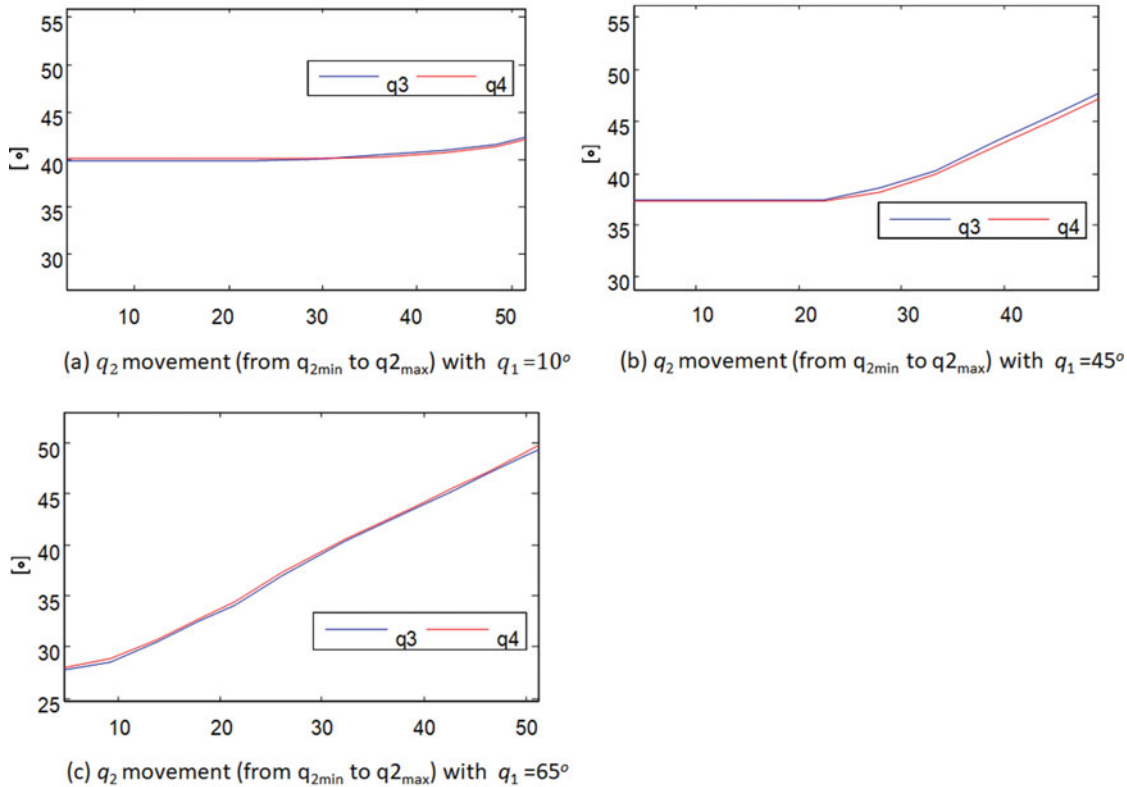 55
50
45
40
35
30
[°]
q3 q4
10 20 30 40 50
(a) q₂ movement (from q₂min to q2max) with q₁ =10°
55
50
45
40
35
30
[°]
q3 q4
10 20 30 40
(b) q₂ movement (from q₂min to q2max) with q₁ =45°
50
45
40
35
30
25
[°]
q3 q4
10 20 30 40 50
(c) q₂ movement (from q₂min to q2max) with q₁ =65°